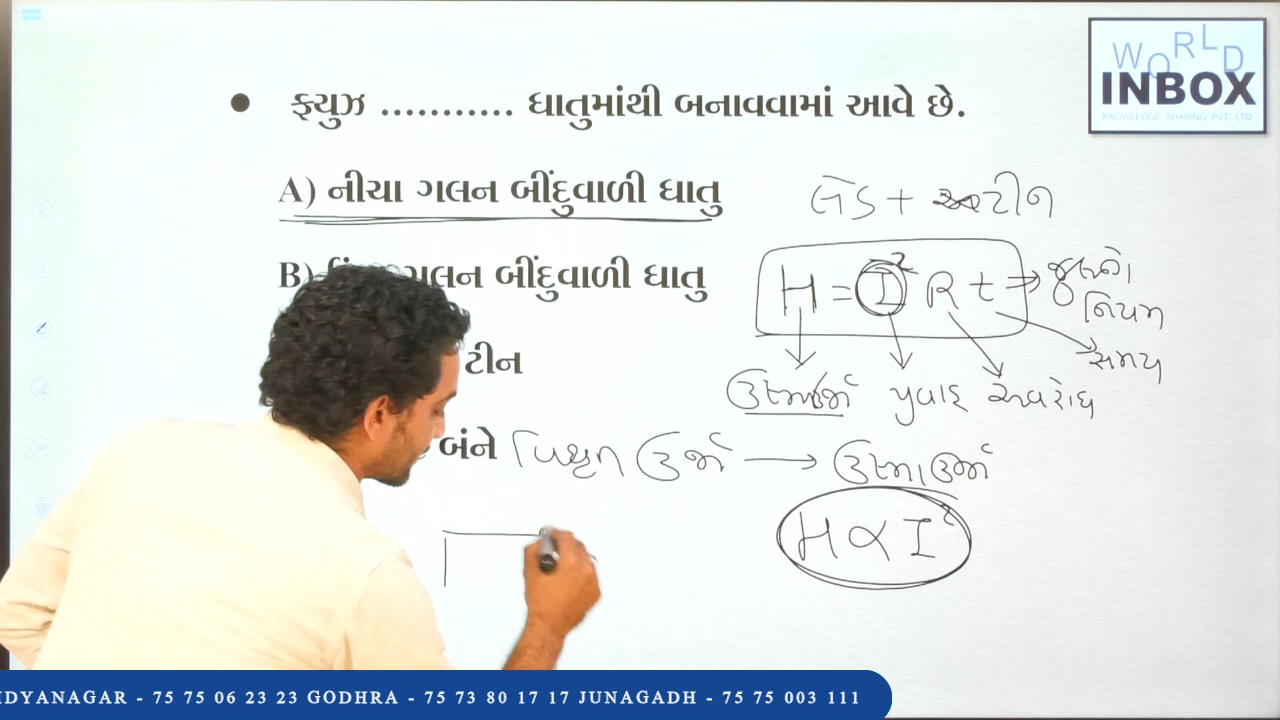 WORLD
INBOX
KNOWLEDGE SHARING PVT. LTD
● ફ્યુઝ ........... ધાતુમાંથી બનાવવામાં આવે છે.
A) નીચા ગલન બીંદુવાળી ધાતુ
લેડ + ટીન
B) ગલન બીંદુવાળી ધાતુ
H = I² R t → જુલનો
નિયમ
ટીન
સમય
ઉષ્માઉર્જા પ્રવાહ અવરોધ
બંને વિદ્યુત ઉર્જા → ઉષ્માઉર્જા
H ∝ I²
IDYANAGAR - 75 75 06 23 23 GODHRA - 75 73 80 17 17 JUNAGADH - 75 75 003 111